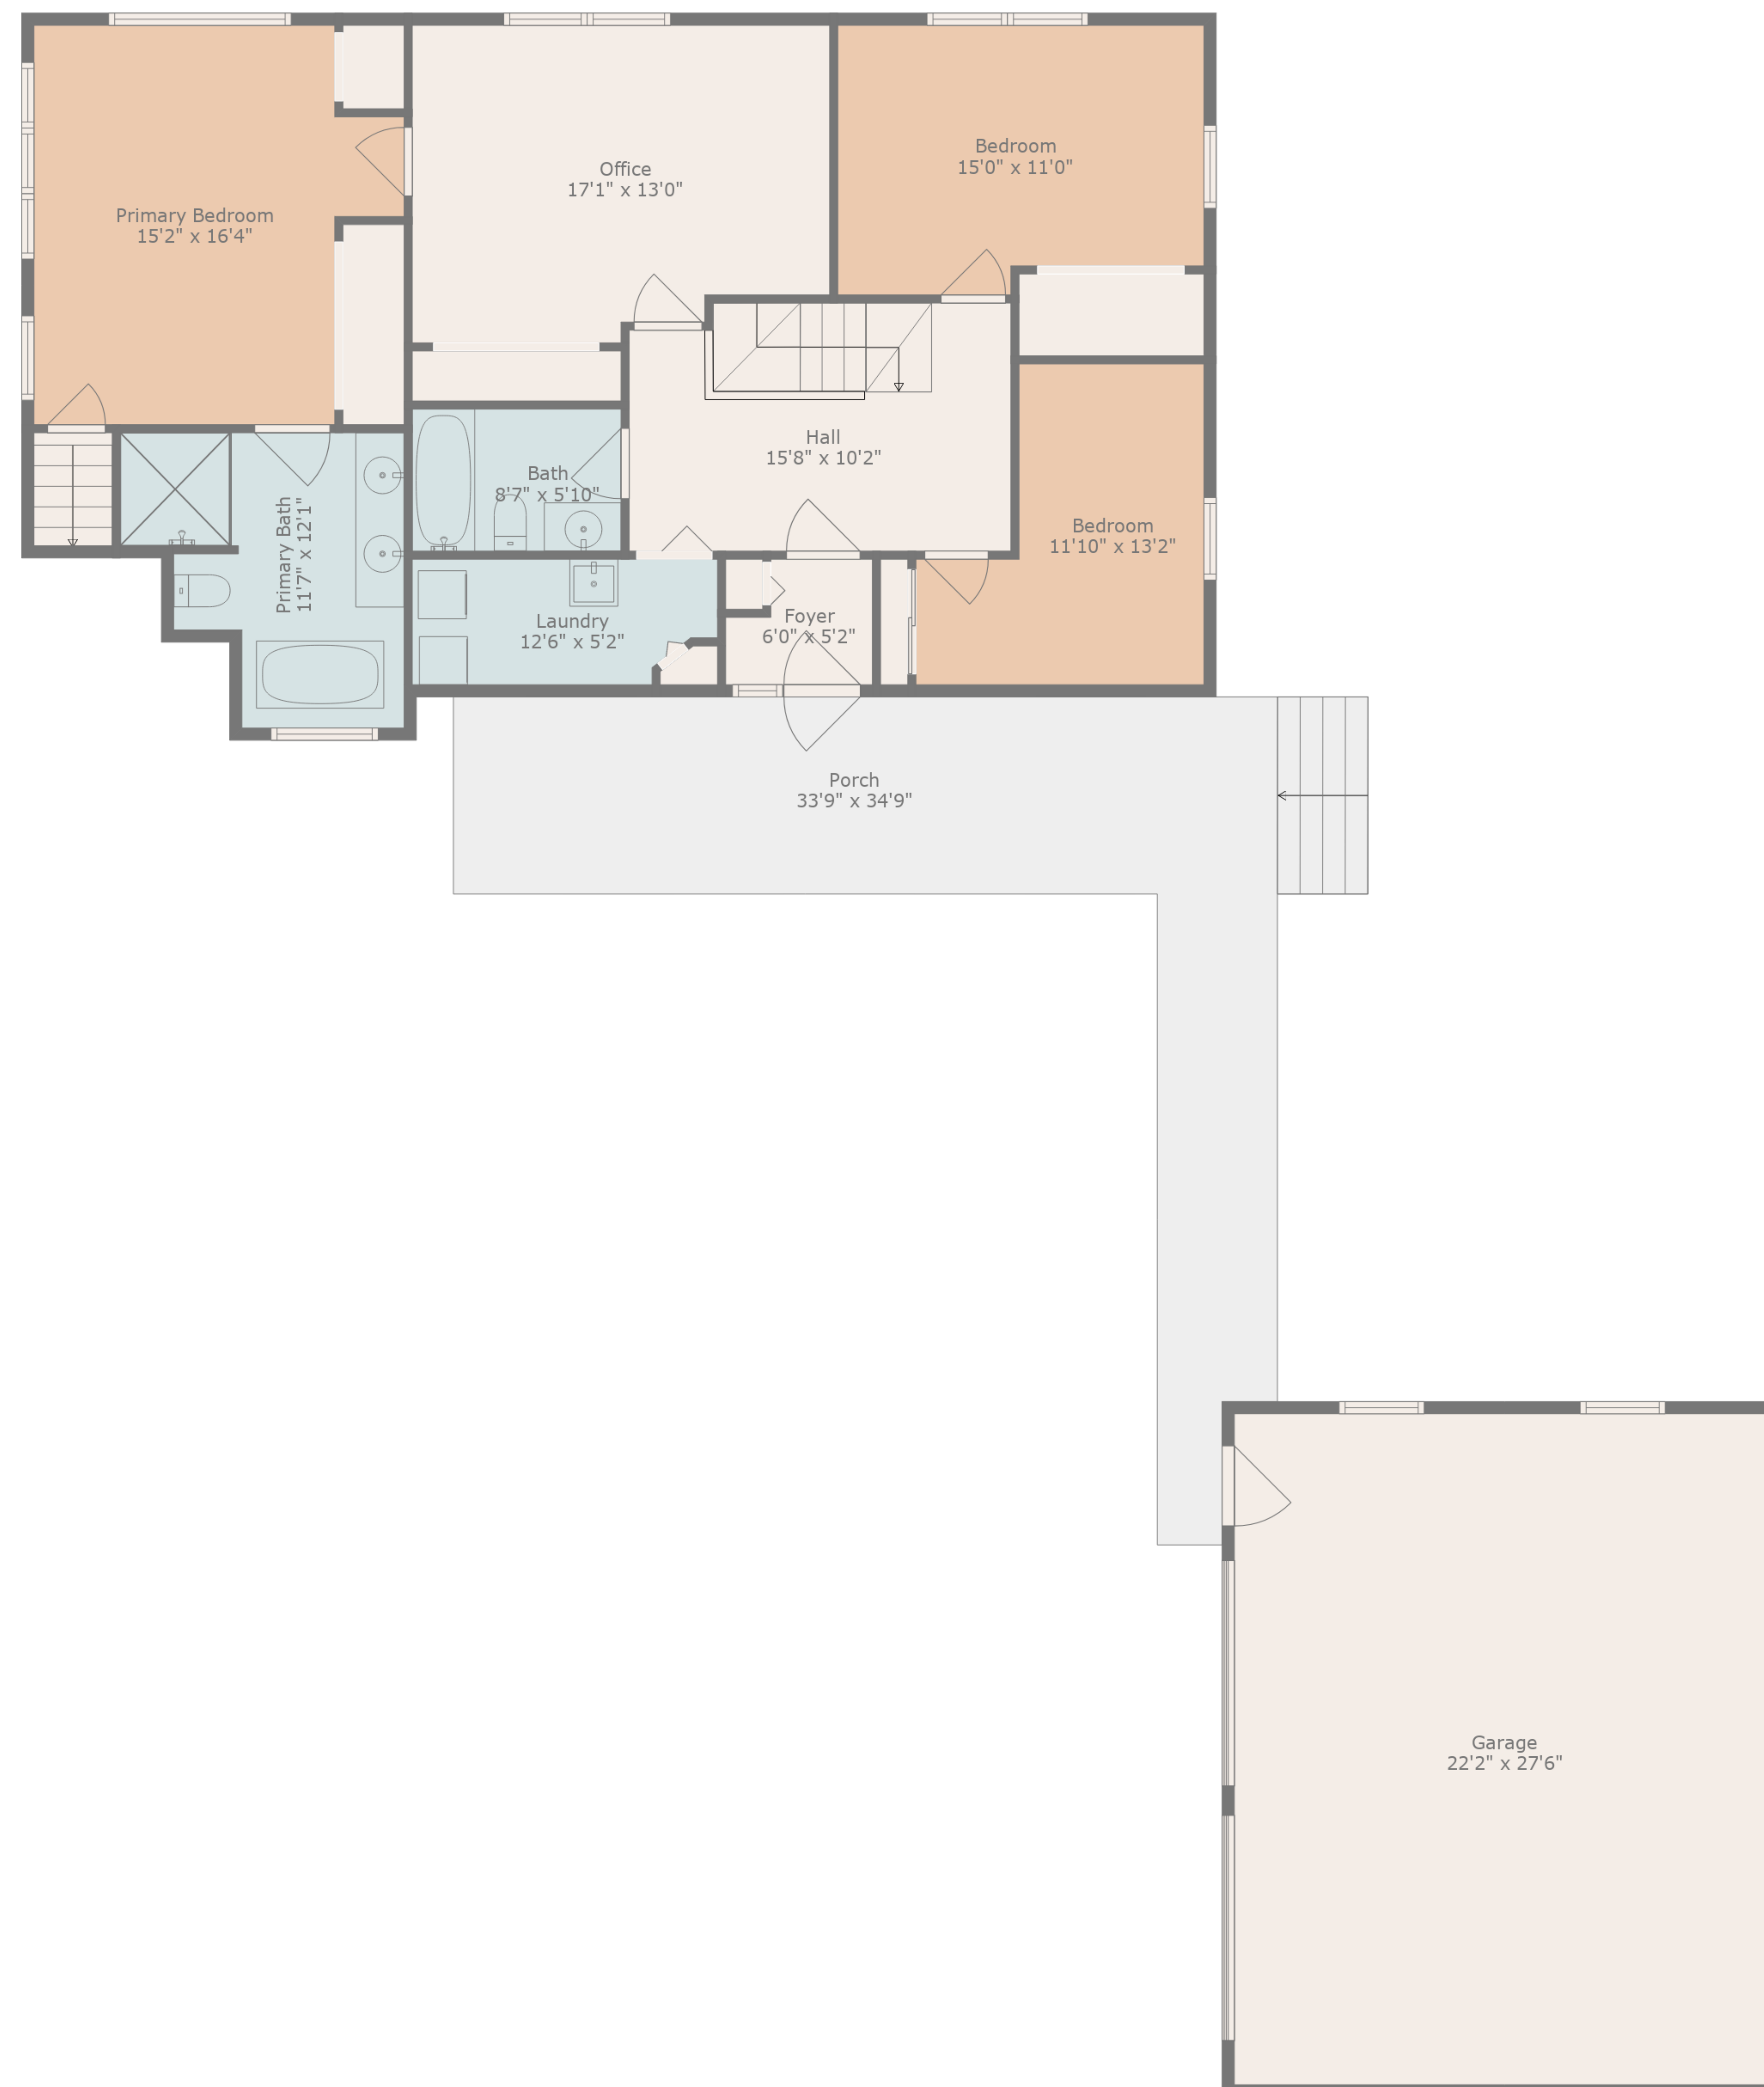 Primary Bedroom
15'2" x 16'4"
Office
17'1" x 13'0"
Bedroom
15'0" x 11'0"
Hall
15'8" x 10'2"
Bath
8'7" x 5'10"
Primary Bath
11'7" x 12'1"
Bedroom
11'10" x 13'2"
Laundry
12'6" x 5'2"
Foyer
6'0" x 5'2"
Porch
33'9" x 34'9"
Garage
22'2" x 27'6"